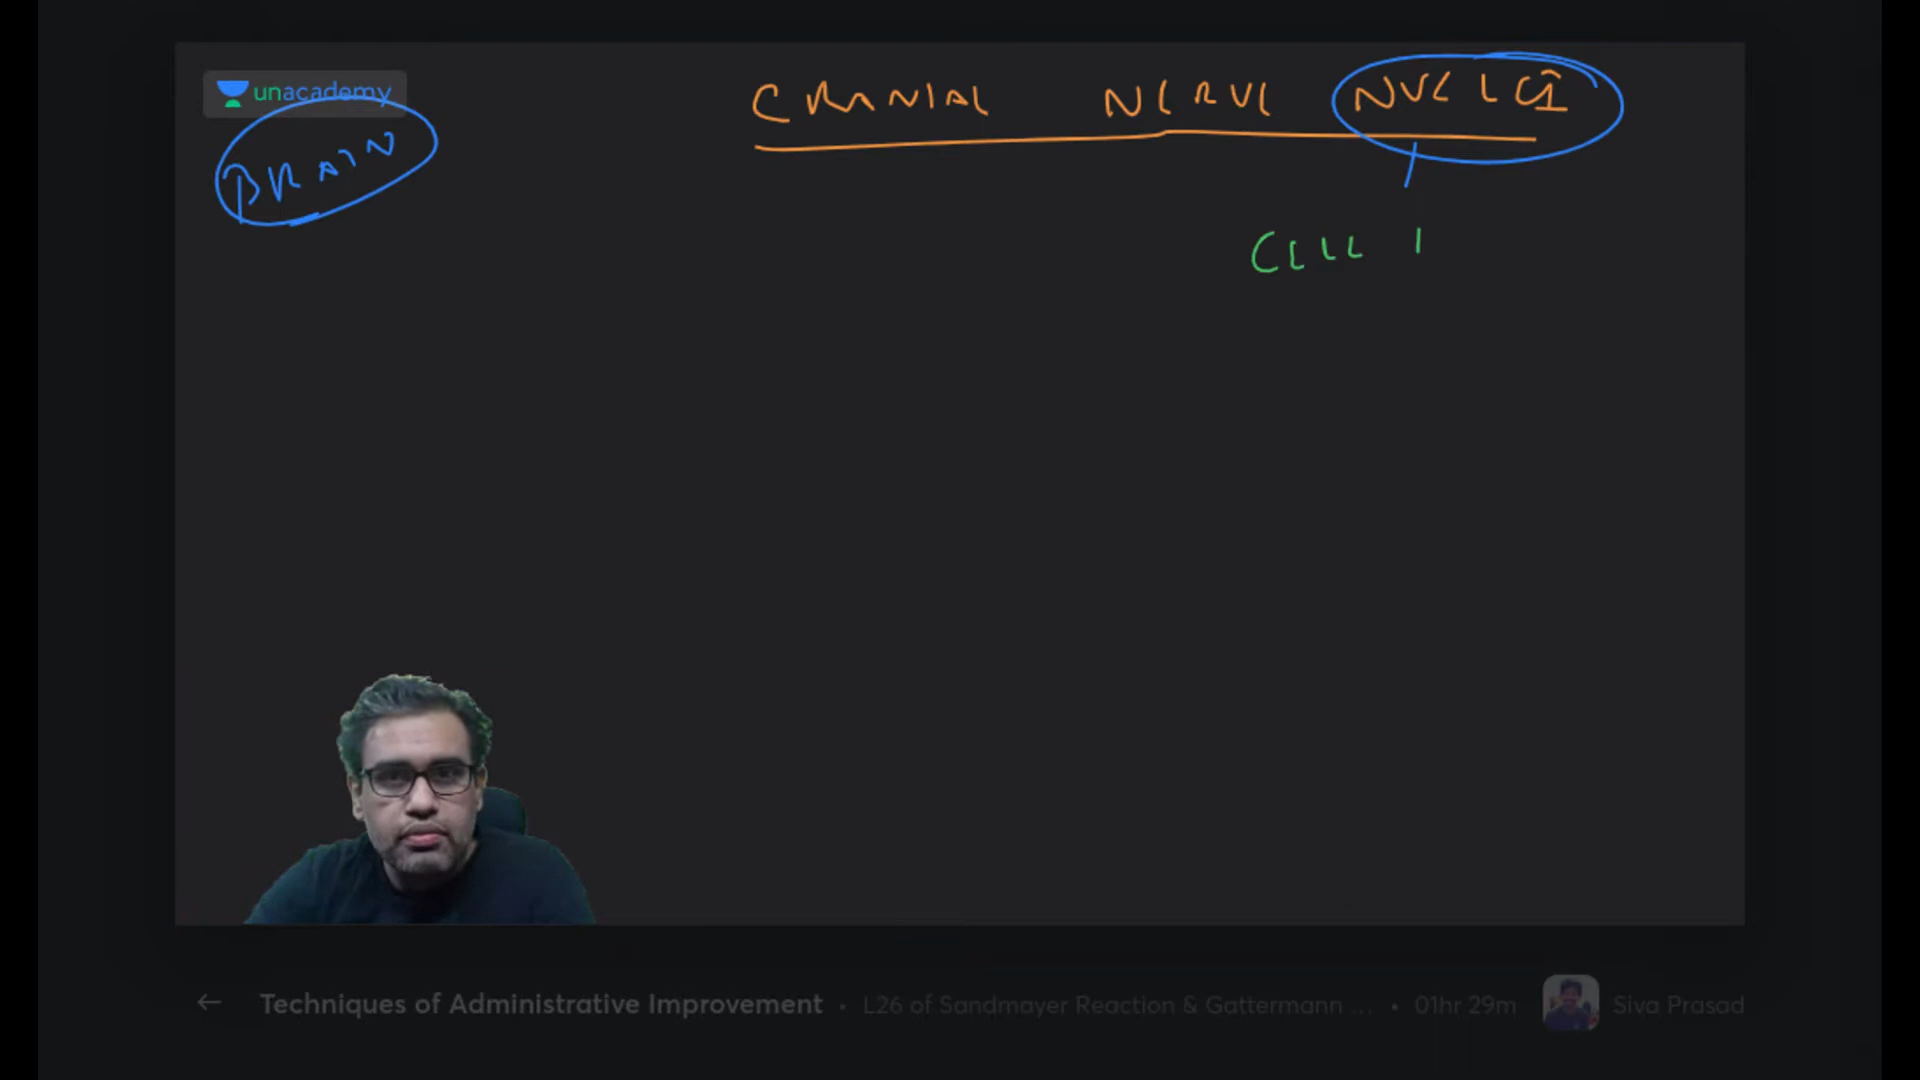 unacademy
CRANIAL NERVE NUCLEI
BRAIN
CELL
Techniques of Administrative Improvement • L26 of Sandmayer Reaction & Gattermann ... • 01hr 29m Siva Prasad